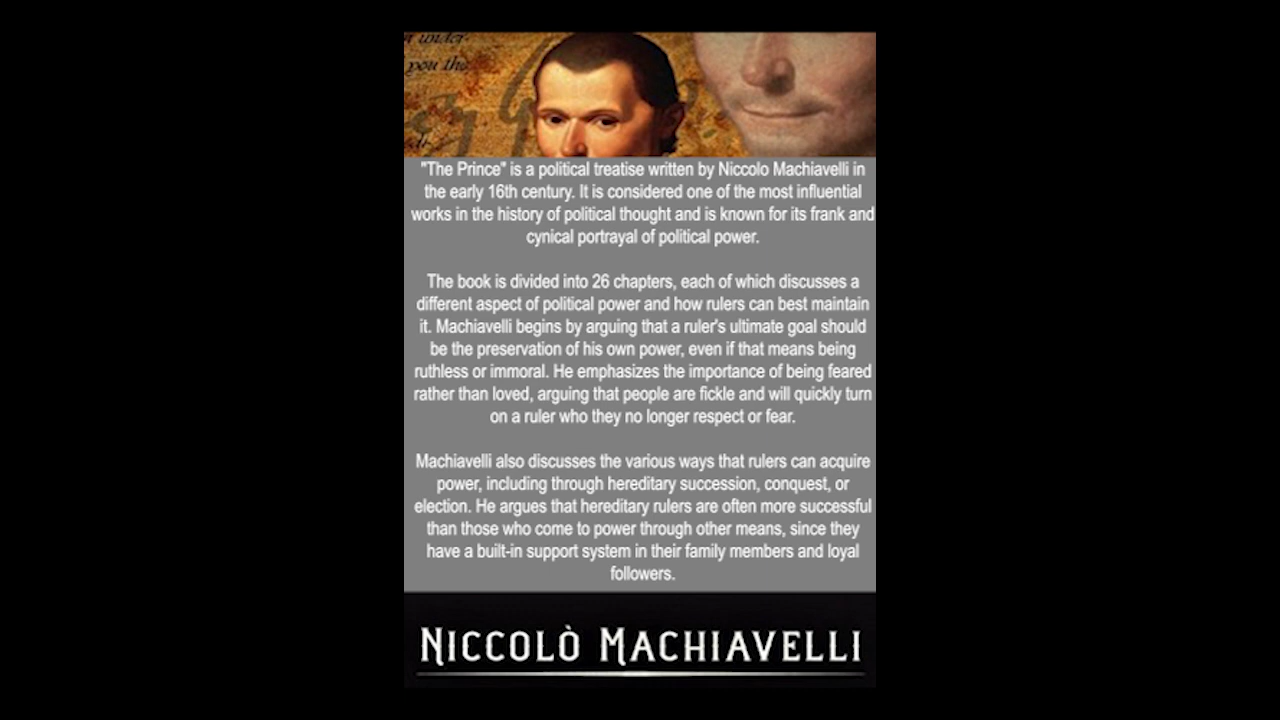 r under-
you tha
"The Prince" is a political treatise written by Niccolo Machiavelli in
the early 16th century. It is considered one of the most influential
works in the history of political thought and is known for its frank and
cynical portrayal of political power.
The book is divided into 26 chapters, each of which discusses a
different aspect of political power and how rulers can best maintain
it. Machiavelli begins by arguing that a ruler's ultimate goal should
be the preservation of his own power, even if that means being
ruthless or immoral. He emphasizes the importance of being feared
rather than loved, arguing that people are fickle and will quickly turn
on a ruler who they no longer respect or fear.
Machiavelli also discusses the various ways that rulers can acquire
power, including through hereditary succession, conquest, or
election. He argues that hereditary rulers are often more successful
than those who come to power through other means, since they
have a built-in support system in their family members and loyal
followers.
NICCOLÒ MACHIAVELLI